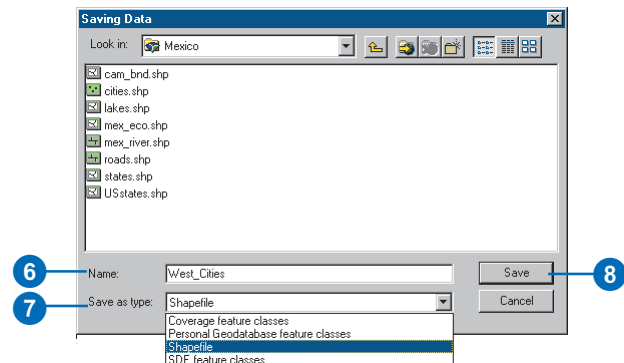 Saving Data
Look in: Mexico
cam_bnd.shp
cities.shp
lakes.shp
mex_eco.shp
mex_river.shp
roads.shp
states.shp
USstates.shp
6 Name: West_Cities Save 8
7 Save as type: Shapefile Cancel
Coverage feature classes
Personal Geodatabase feature classes
Shapefile
SDE feature classes